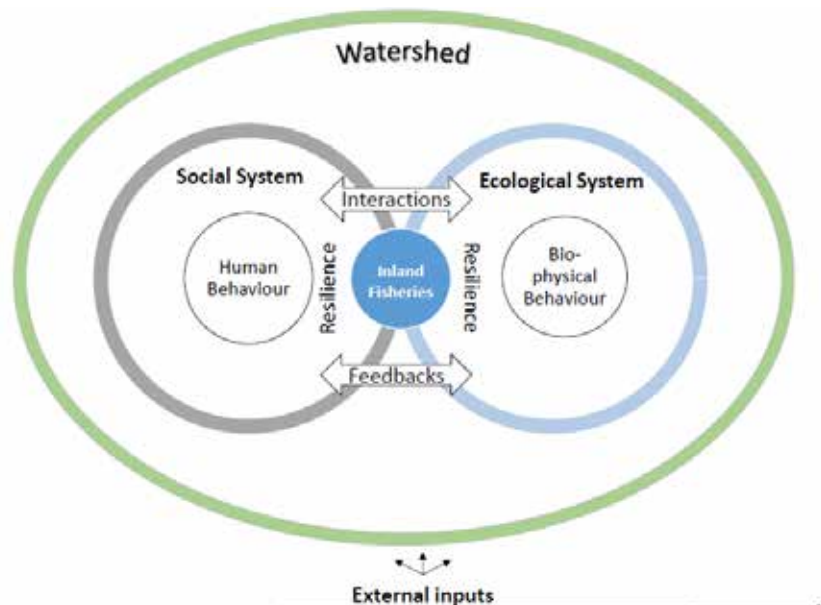 Watershed
Social System
Ecological System
Interactions
Human
Behaviour
Resilience
Inland
Fisheries
Resilience
Bio-
physical
Behaviour
Feedbacks
External inputs